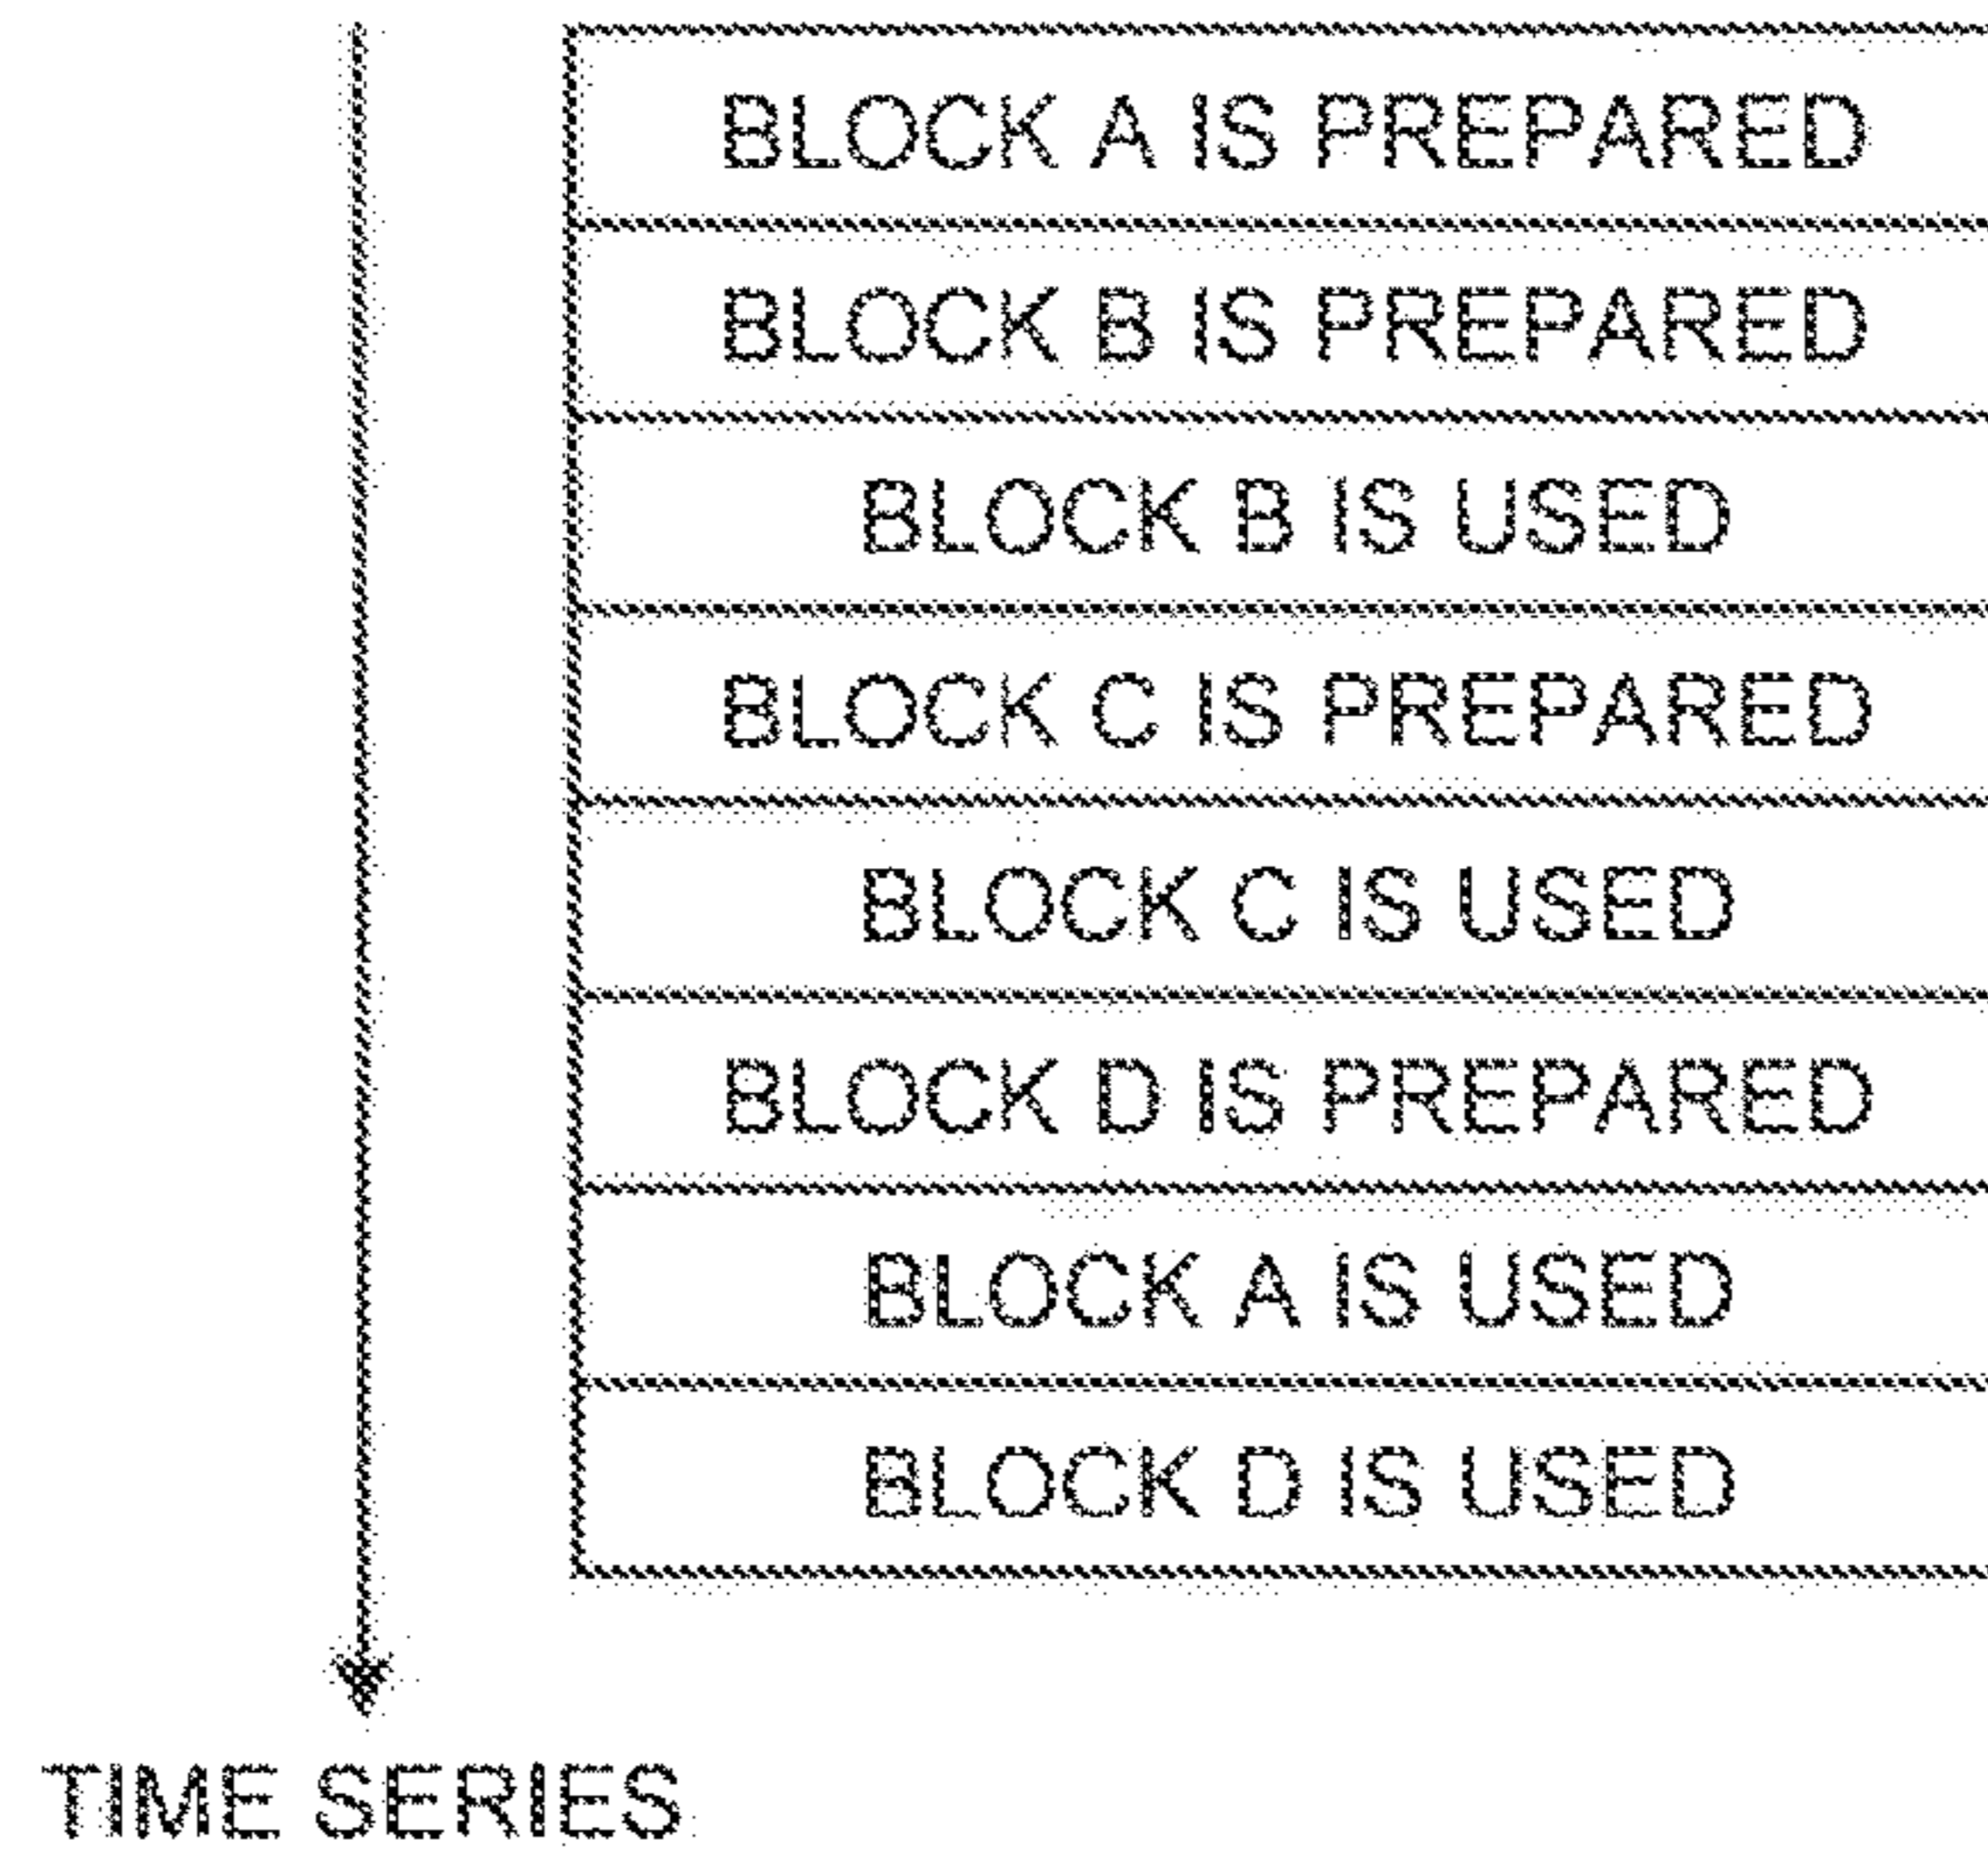 BLOCK A IS PREPARED
BLOCK B IS PREPARED
BLOCK B IS USED
BLOCK C IS PREPARED
BLOCK C IS USED
BLOCK D IS PREPARED
BLOCK A IS USED
BLOCK D IS USED
TIME SERIES